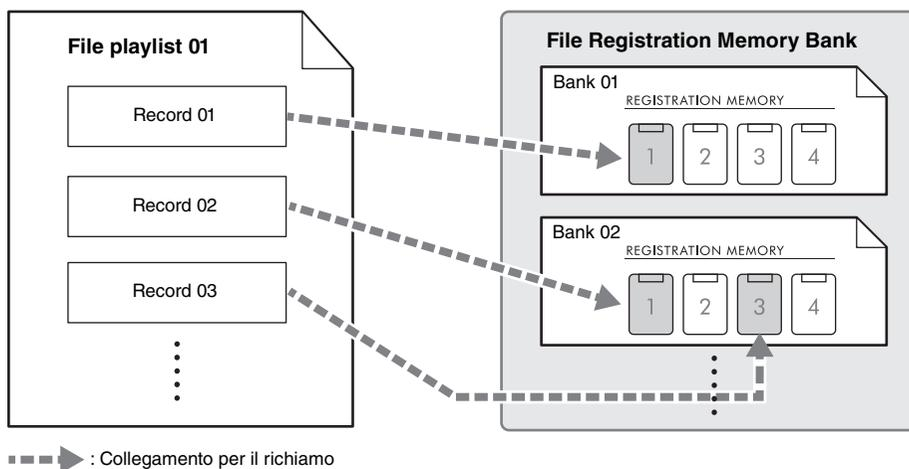 File playlist 01
Record 01
Record 02
Record 03
File Registration Memory Bank
Bank 01
REGISTRATION MEMORY
1 2 3 4
Bank 02
REGISTRATION MEMORY
1 2 3 4
: Collegamento per il richiamo